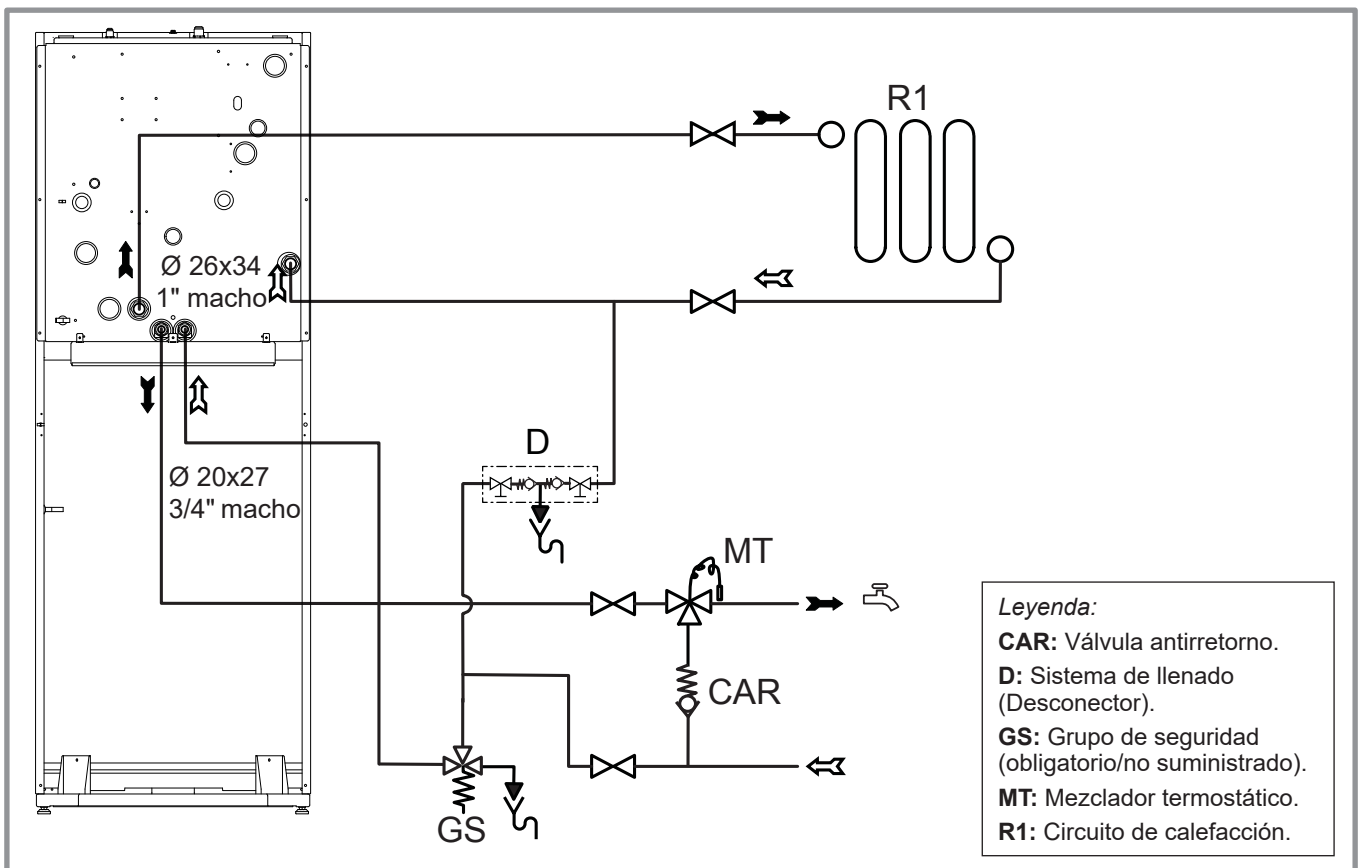 R1
Ø 26x34
1" macho
Ø 20x27
3/4" macho
D
MT
CAR
GS
Leyenda:
CAR: Válvula antirretorno.
D: Sistema de llenado
(Desconector).
GS: Grupo de seguridad
(obligatorio/no suministrado).
MT: Mezclador termostático.
R1: Circuito de calefacción.